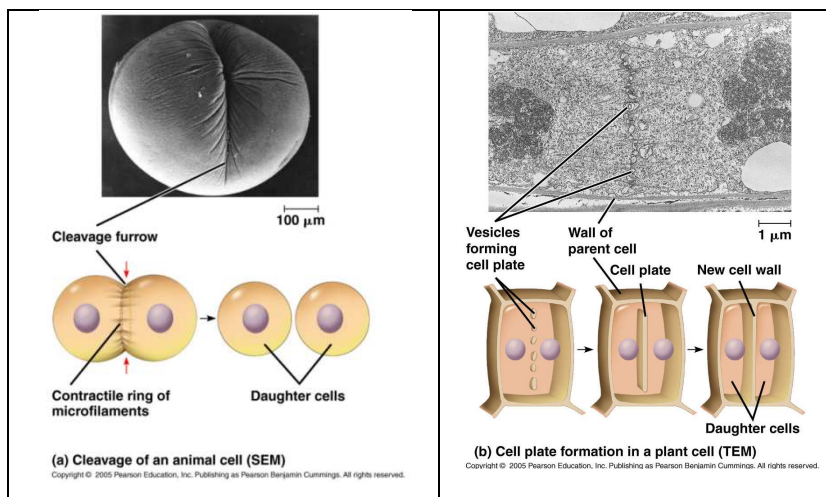 100 μm
Cleavage furrow
Contractile ring of
microfilaments
Daughter cells
(a) Cleavage of an animal cell (SEM)
Copyright © 2005 Pearson Education, Inc. Publishing as Pearson Benjamin Cummings. All rights reserved.
Vesicles
forming
cell plate
Wall of
parent cell
1 μm
Cell plate
New cell wall
Daughter cells
(b) Cell plate formation in a plant cell (TEM)
Copyright © 2005 Pearson Education, Inc. Publishing as Pearson Benjamin Cummings. All rights reserved.